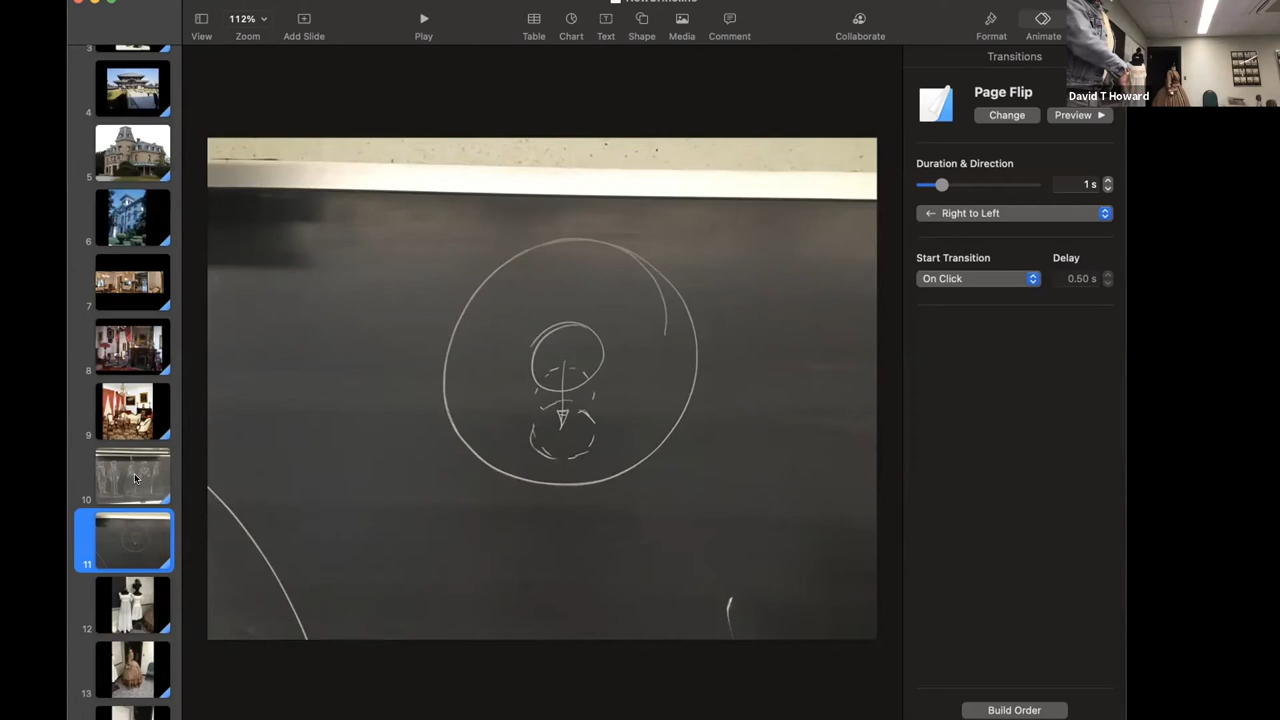 112%
View
Zoom
Add Slide
Play
Table
Chart
Text
Shape
Media
Comment
Collaborate
Format
Animate
David T Howard
Transitions
Page Flip
Change
Preview
Duration & Direction
1 s
← Right to Left
Start Transition
Delay
On Click
0.50 s
Build Order
3
4
5
6
7
8
9
10
11
12
13